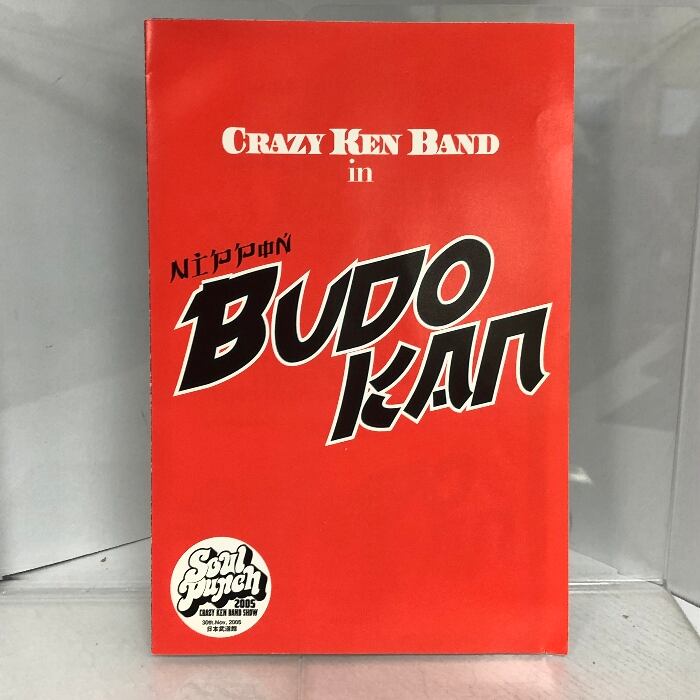 CRAZY KEN BAND
in
NIPPON
BUDO
KAN
Soul
Punch
2005
CRAZY KEN BAND SHOW
30th.Nov, 2005
日本武道館